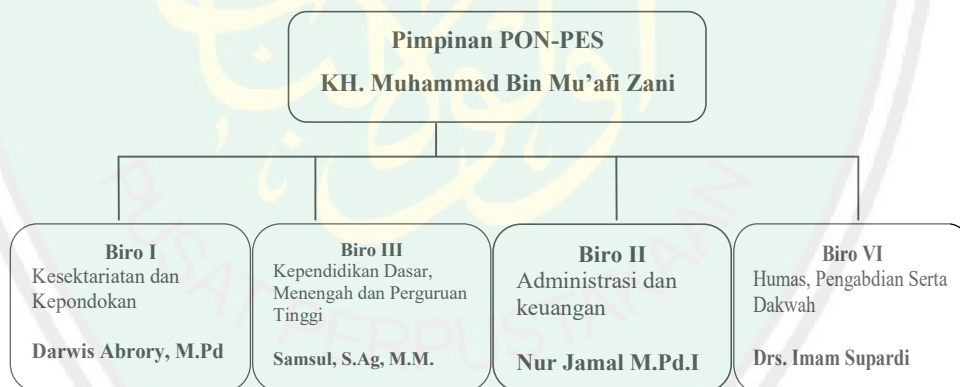 Pimpinan PON-PES
KH. Muhammad Bin Mu’afi Zani
Biro I
Kesektariatan dan
Kepondokan
Darwis Abrory, M.Pd
Biro III
Kependidikan Dasar,
Menengah dan Perguruan
Tinggi
Samsul, S.Ag, M.M.
Biro II
Administrasi dan
keuangan
Nur Jamal M.Pd.I
Biro VI
Humas, Pengabdian Serta
Dakwah
Drs. Imam Supardi
PUSAT PERPUSTAKAAN